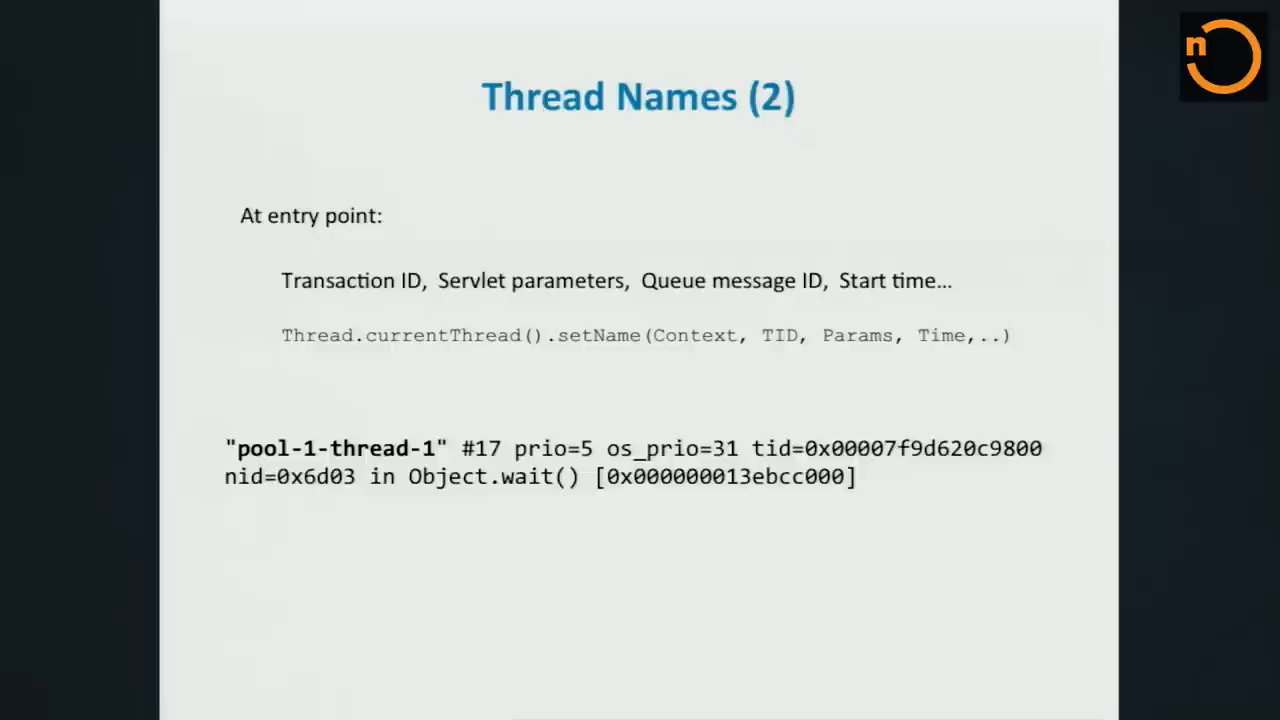 n
Thread Names (2)
At entry point:
Transaction ID, Servlet parameters, Queue message ID, Start time...
Thread.currentThread().setName(Context, TID, Params, Time,..)
"pool-1-thread-1" #17 prio=5 os_prio=31 tid=0x00007f9d620c9800
nid=0x6d03 in Object.wait() [0x000000013ebcc000]